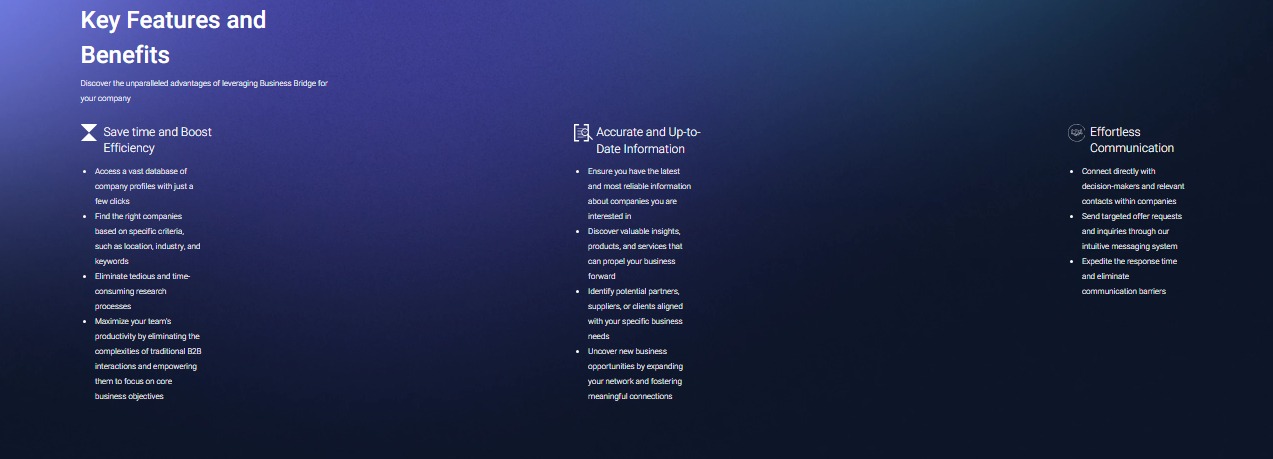 Key Features and
Benefits
Discover the unparalleled advantages of leveraging Business Bridge for
your company
Save time and Boost
Efficiency
Access a vast database of
company profiles with just a
few clicks
Find the right companies
based on specific criteria,
such as location, industry, and
keywords
Eliminate tedious and time-
consuming research
processes
Maximize your team's
productivity by eliminating the
complexities of traditional B2B
interactions and empowering
them to focus on core
business objectives
Accurate and Up-to-
Date Information
Ensure you have the latest
and most reliable information
about companies you are
interested in
Discover valuable insights,
products, and services that
can propel your business
forward
Identify potential partners,
suppliers, or clients aligned
with your specific business
needs
Uncover new business
opportunities by expanding
your network and fostering
meaningful connections
Effortless
Communication
Connect directly with
decision-makers and relevant
contacts within companies
Send targeted offer requests
and inquiries through our
intuitive messaging system
Expedite the response time
and eliminate
communication barriers